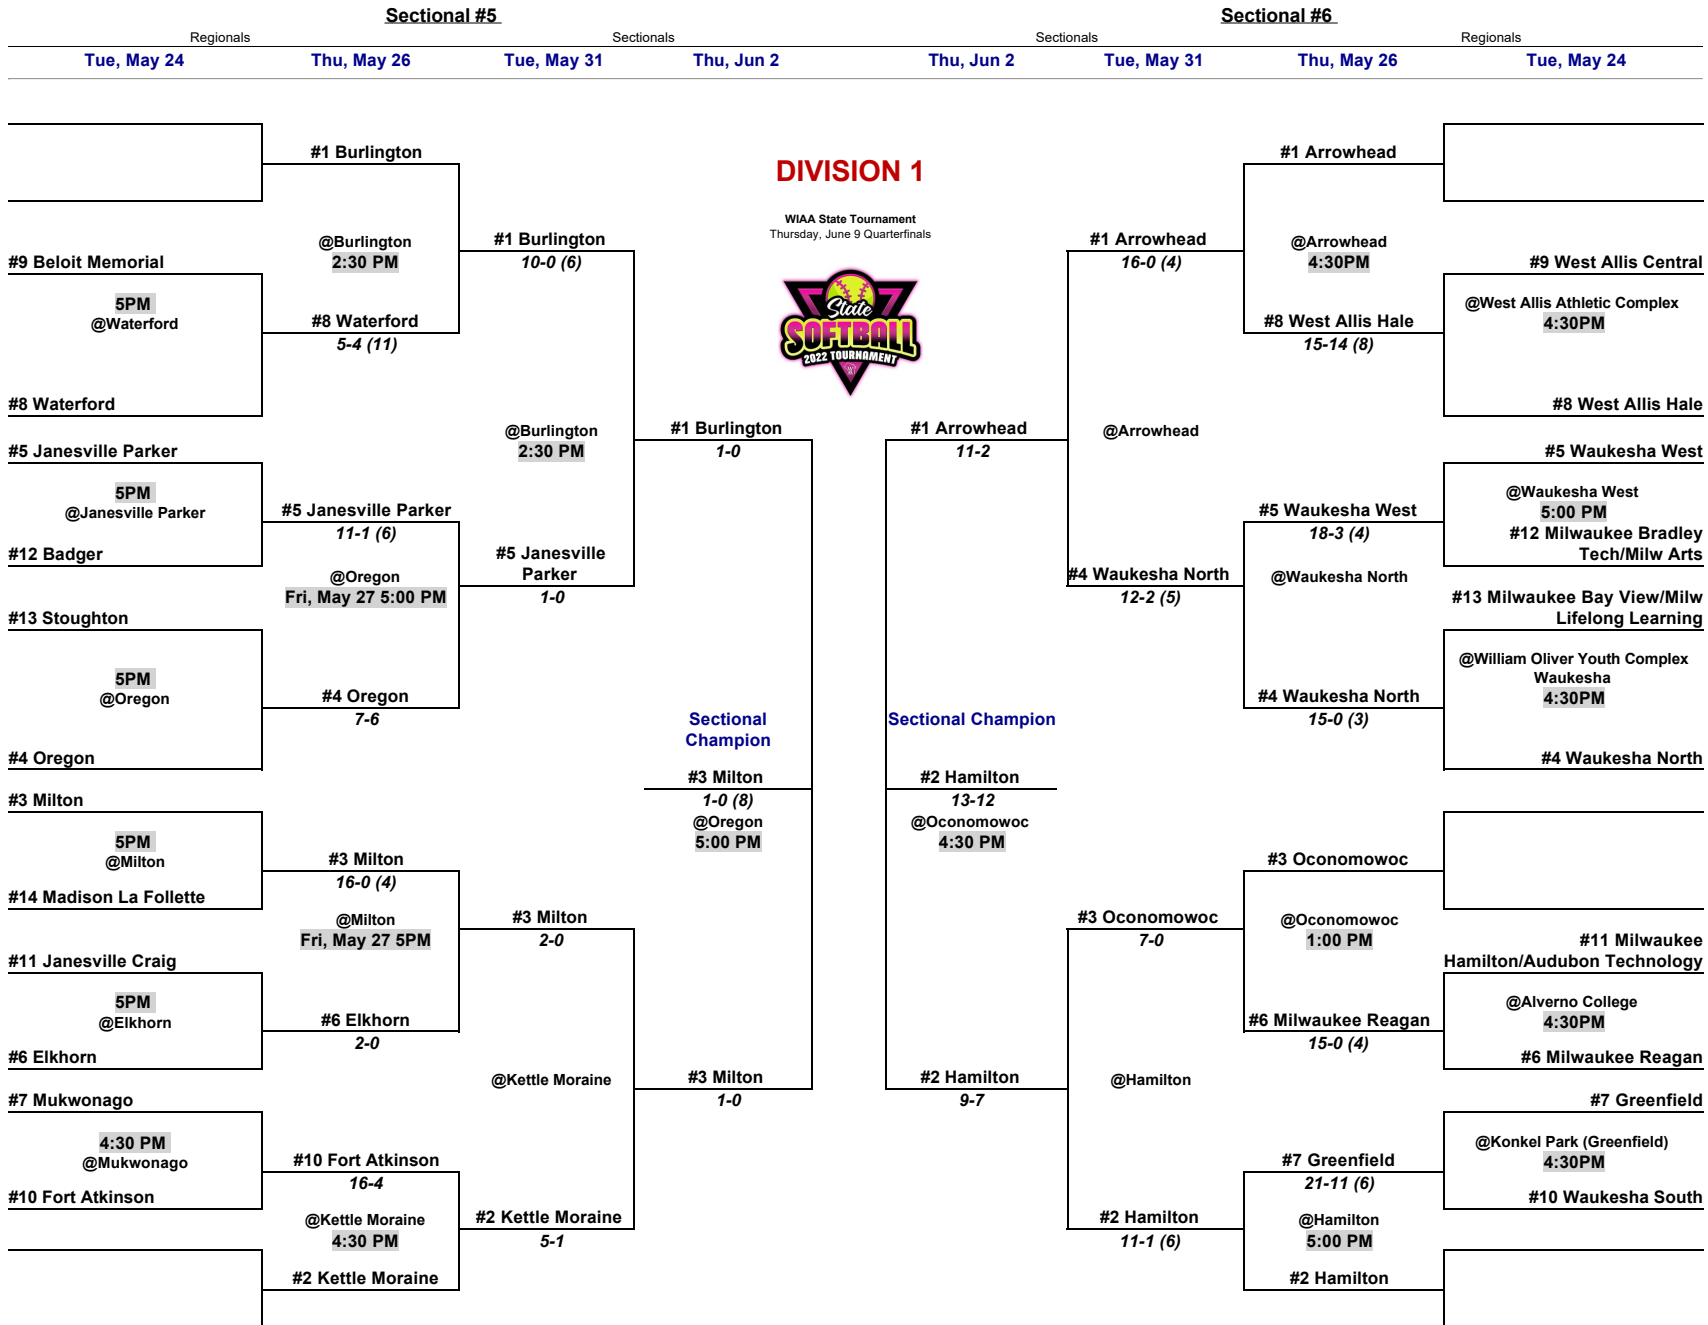 Sectional #5
Sectional #6
Regionals
Sectionals
Sectionals
Regionals
Tue, May 24
Thu, May 26
Tue, May 31
Thu, Jun 2
Thu, Jun 2
Tue, May 31
Thu, May 26
Tue, May 24
DIVISION 1
WIAA State Tournament
Thursday, June 9 Quarterfinals
State
SOFTBALL
2022 TOURNAMENT
#9 Beloit Memorial
5PM
@Waterford
#8 Waterford
#5 Janesville Parker
5PM
@Janesville Parker
#12 Badger
#13 Stoughton
5PM
@Oregon
#4 Oregon
#3 Milton
5PM
@Milton
#14 Madison La Follette
#11 Janesville Craig
5PM
@Elkhorn
#6 Elkhorn
#7 Mukwonago
4:30 PM
@Mukwonago
#10 Fort Atkinson
#1 Burlington
@Burlington
2:30 PM
#8 Waterford
5-4 (11)
#5 Janesville Parker
11-1 (6)
@Oregon
Fri, May 27 5:00 PM
#4 Oregon
7-6
#3 Milton
16-0 (4)
@Milton
Fri, May 27 5PM
#6 Elkhorn
2-0
#10 Fort Atkinson
16-4
@Kettle Moraine
4:30 PM
#2 Kettle Moraine
#1 Burlington
10-0 (6)
@Burlington
2:30 PM
#5 Janesville
Parker
1-0
#3 Milton
2-0
@Kettle Moraine
#2 Kettle Moraine
5-1
#1 Burlington
1-0
Sectional
Champion
#3 Milton
1-0 (8)
@Oregon
5:00 PM
#3 Milton
1-0
#1 Arrowhead
11-2
Sectional Champion
#2 Hamilton
13-12
@Oconomowoc
4:30 PM
#2 Hamilton
9-7
#1 Arrowhead
16-0 (4)
@Arrowhead
#4 Waukesha North
12-2 (5)
#3 Oconomowoc
7-0
@Hamilton
#2 Hamilton
11-1 (6)
#1 Arrowhead
@Arrowhead
4:30PM
#8 West Allis Hale
15-14 (8)
#5 Waukesha West
18-3 (4)
@Waukesha North
#4 Waukesha North
15-0 (3)
#3 Oconomowoc
@Oconomowoc
1:00 PM
#6 Milwaukee Reagan
15-0 (4)
#7 Greenfield
21-11 (6)
@Hamilton
5:00 PM
#2 Hamilton
#9 West Allis Central
@West Allis Athletic Complex
4:30PM
#8 West Allis Hale
#5 Waukesha West
@Waukesha West
5:00 PM
#12 Milwaukee Bradley
Tech/Milw Arts
#13 Milwaukee Bay View/Milw
Lifelong Learning
@William Oliver Youth Complex
Waukesha
4:30PM
#4 Waukesha North
#11 Milwaukee
Hamilton/Audubon Technology
@Alverno College
4:30PM
#6 Milwaukee Reagan
#7 Greenfield
@Konkel Park (Greenfield)
4:30PM
#10 Waukesha South